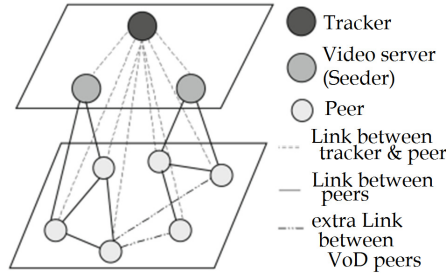 Tracker
Video server
(Seeder)
Peer
Link between
tracker & peer
Link between
peers
extra Link
between
VoD peers